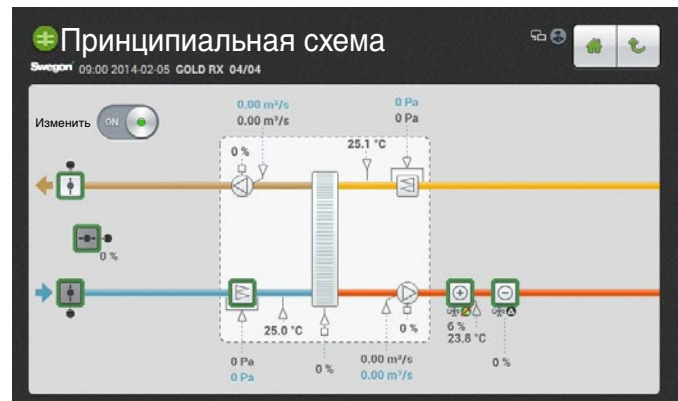 Принципиальная схема
Swegon 09:00 2014-02-05 GOLD RX 04/04
0.00 m³/s 0 Pa
Изменить ON 0.00 m³/s 0 Pa
0 % 25.1 °C
0 %
25.0 °C 0 % 6 %
23.8 °C
0 Pa 0 % 0.00 m³/s 0 %
0 Pa 0.00 m³/s